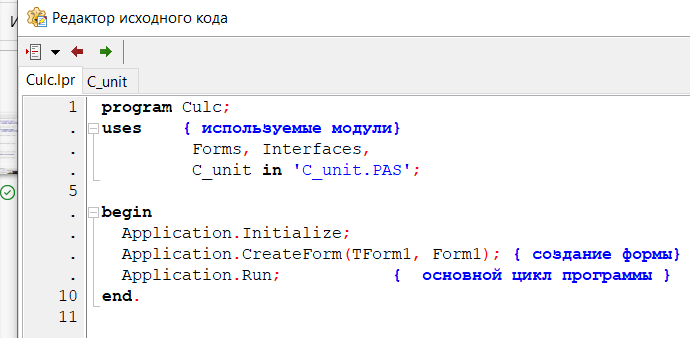 И
Редактор исходного кода
Culc.lpr C_unit
1 program Culc;
. uses { используемые модули}
. Forms, Interfaces,
. C_unit in 'C_unit.PAS';
5
. begin
. Application.Initialize;
. Application.CreateForm(TForm1, Form1); { создание формы}
. Application.Run; { основной цикл программы }
10 end.
11